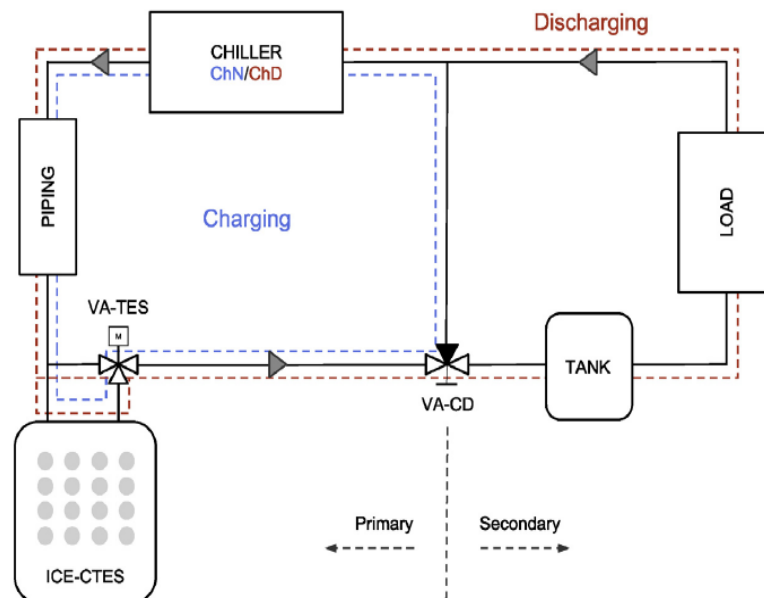 Discharging
CHILLER
ChN/ChD
PIPING
Charging
LOAD
VA-TES
M
TANK
VA-CD
Primary
Secondary
ICE-CTES